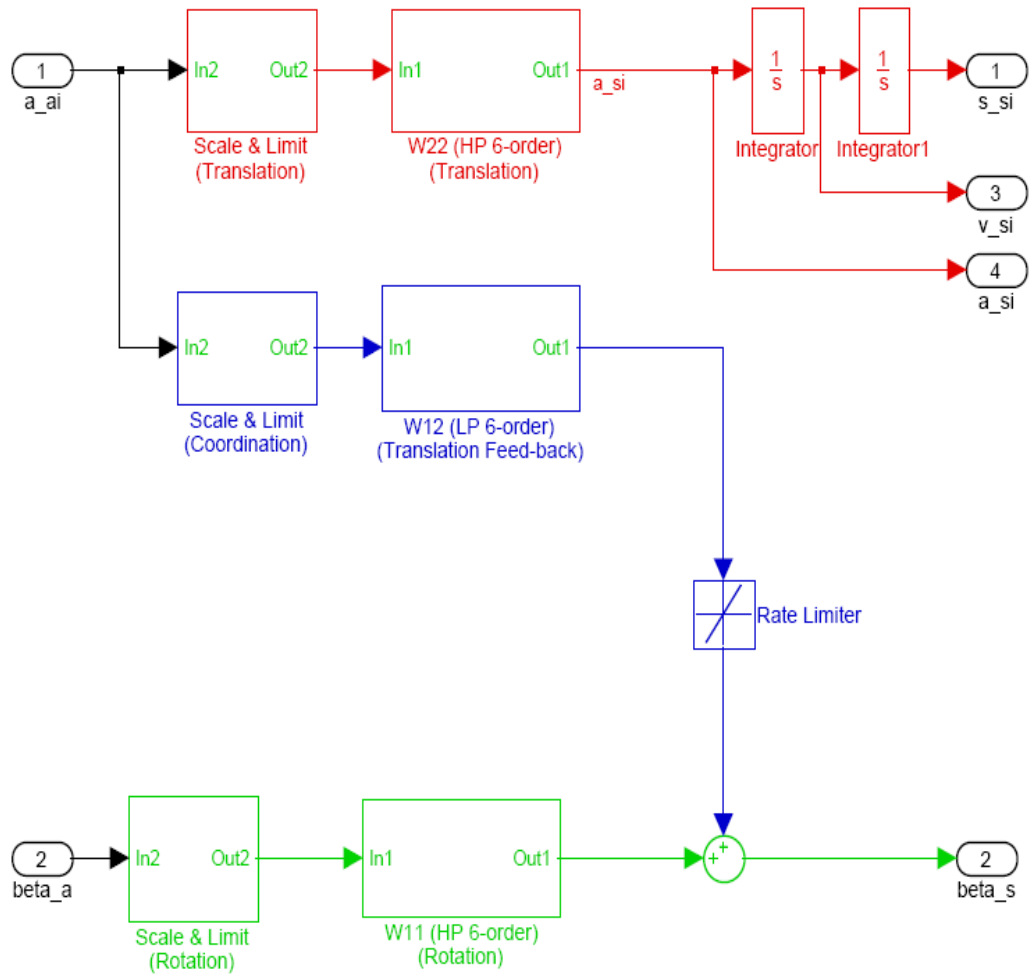 1
a_ai
In2
Out2
Scale & Limit
(Translation)
In1
Out1
W22 (HP 6-order)
(Translation)
a_si
1
s
Integrator
1
s
Integrator1
1
s_si
3
v_si
4
a_si
In2
Out2
Scale & Limit
(Coordination)
In1
Out1
W12 (LP 6-order)
(Translation Feed-back)
Rate Limiter
2
beta_a
In2
Out2
Scale & Limit
(Rotation)
In1
Out1
W11 (HP 6-order)
(Rotation)
+
+
2
beta_s